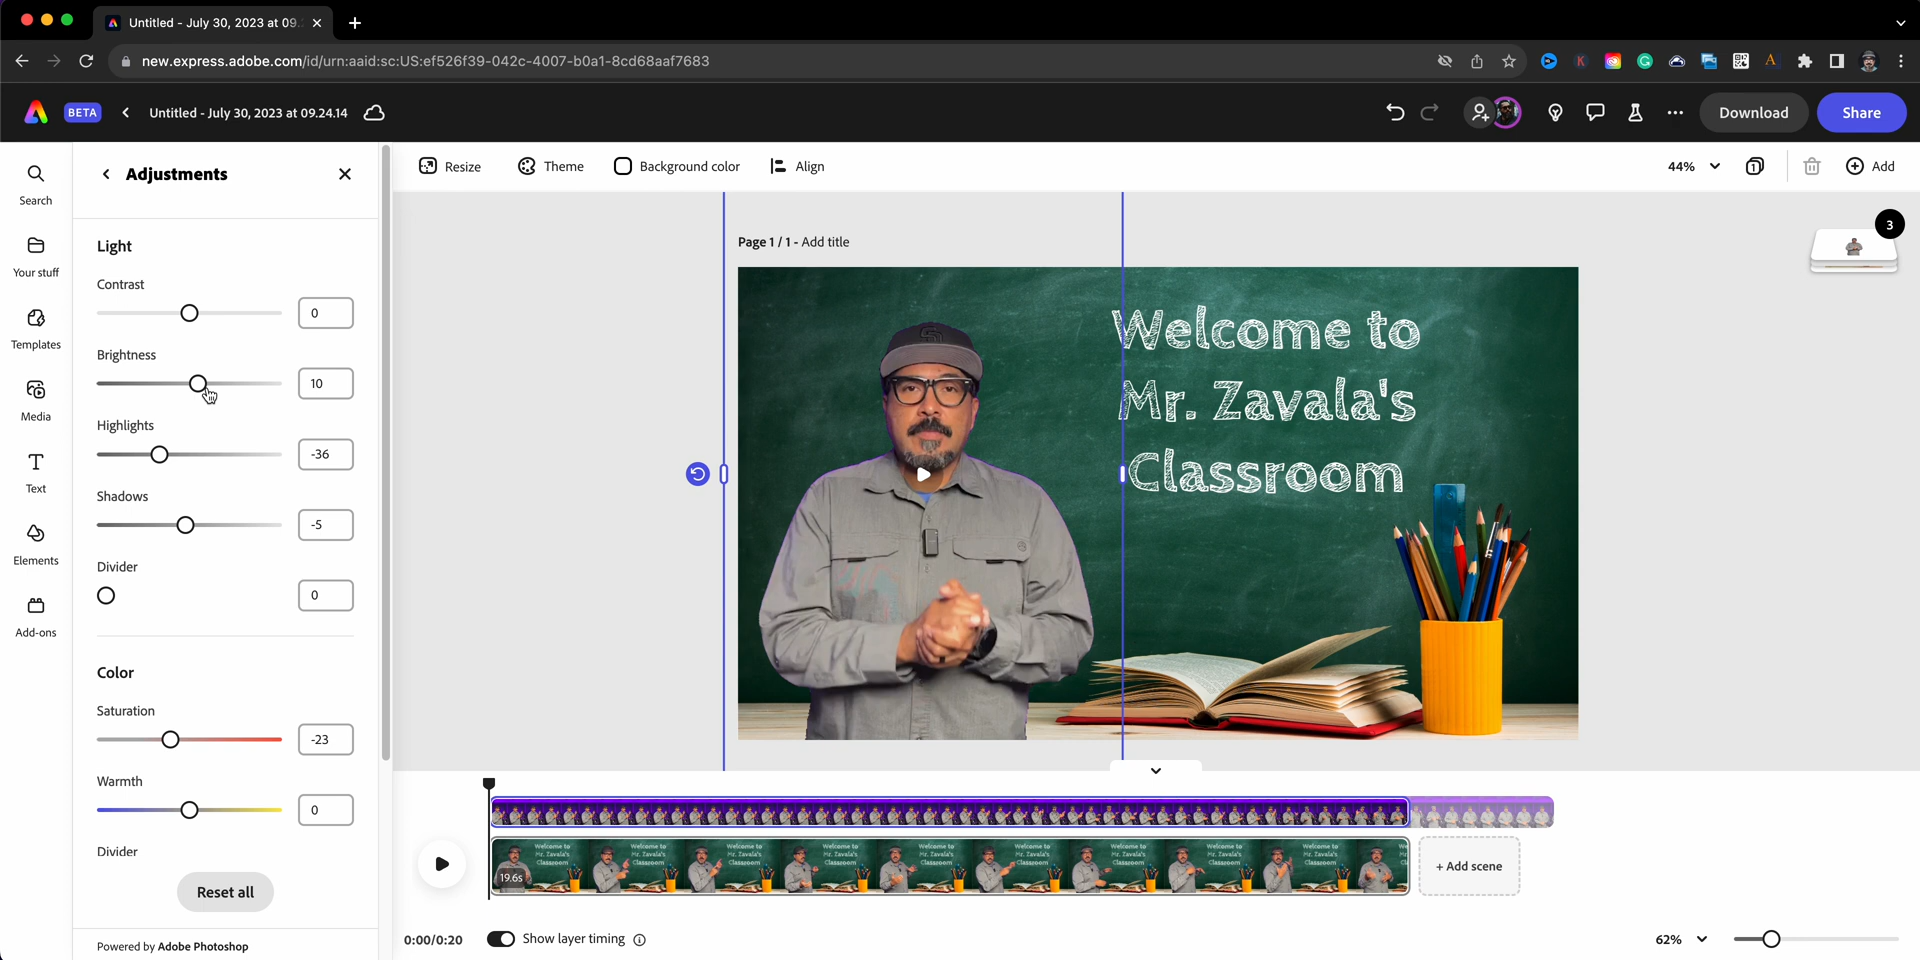 Untitled - July 30, 2023 at 09.
new.express.adobe.com/id/urn:aaid:sc:US:ef526f39-042c-4007-b0a1-8cd68aaf7683
BETA
Untitled - July 30, 2023 at 09.24.14
Download
Share
Search
Your stuff
Templates
Media
Text
Elements
Add-ons
Adjustments
Light
Contrast
0
Brightness
10
Highlights
-36
Shadows
-5
Divider
0
Color
Saturation
-23
Warmth
0
Divider
Reset all
Powered by Adobe Photoshop
Resize
Theme
Background color
Align
44%
1
Add
3
Page 1 / 1 - Add title
Welcome to
Mr. Zavala's
Classroom
19.6s
+ Add scene
0:00/0:20
Show layer timing
62%